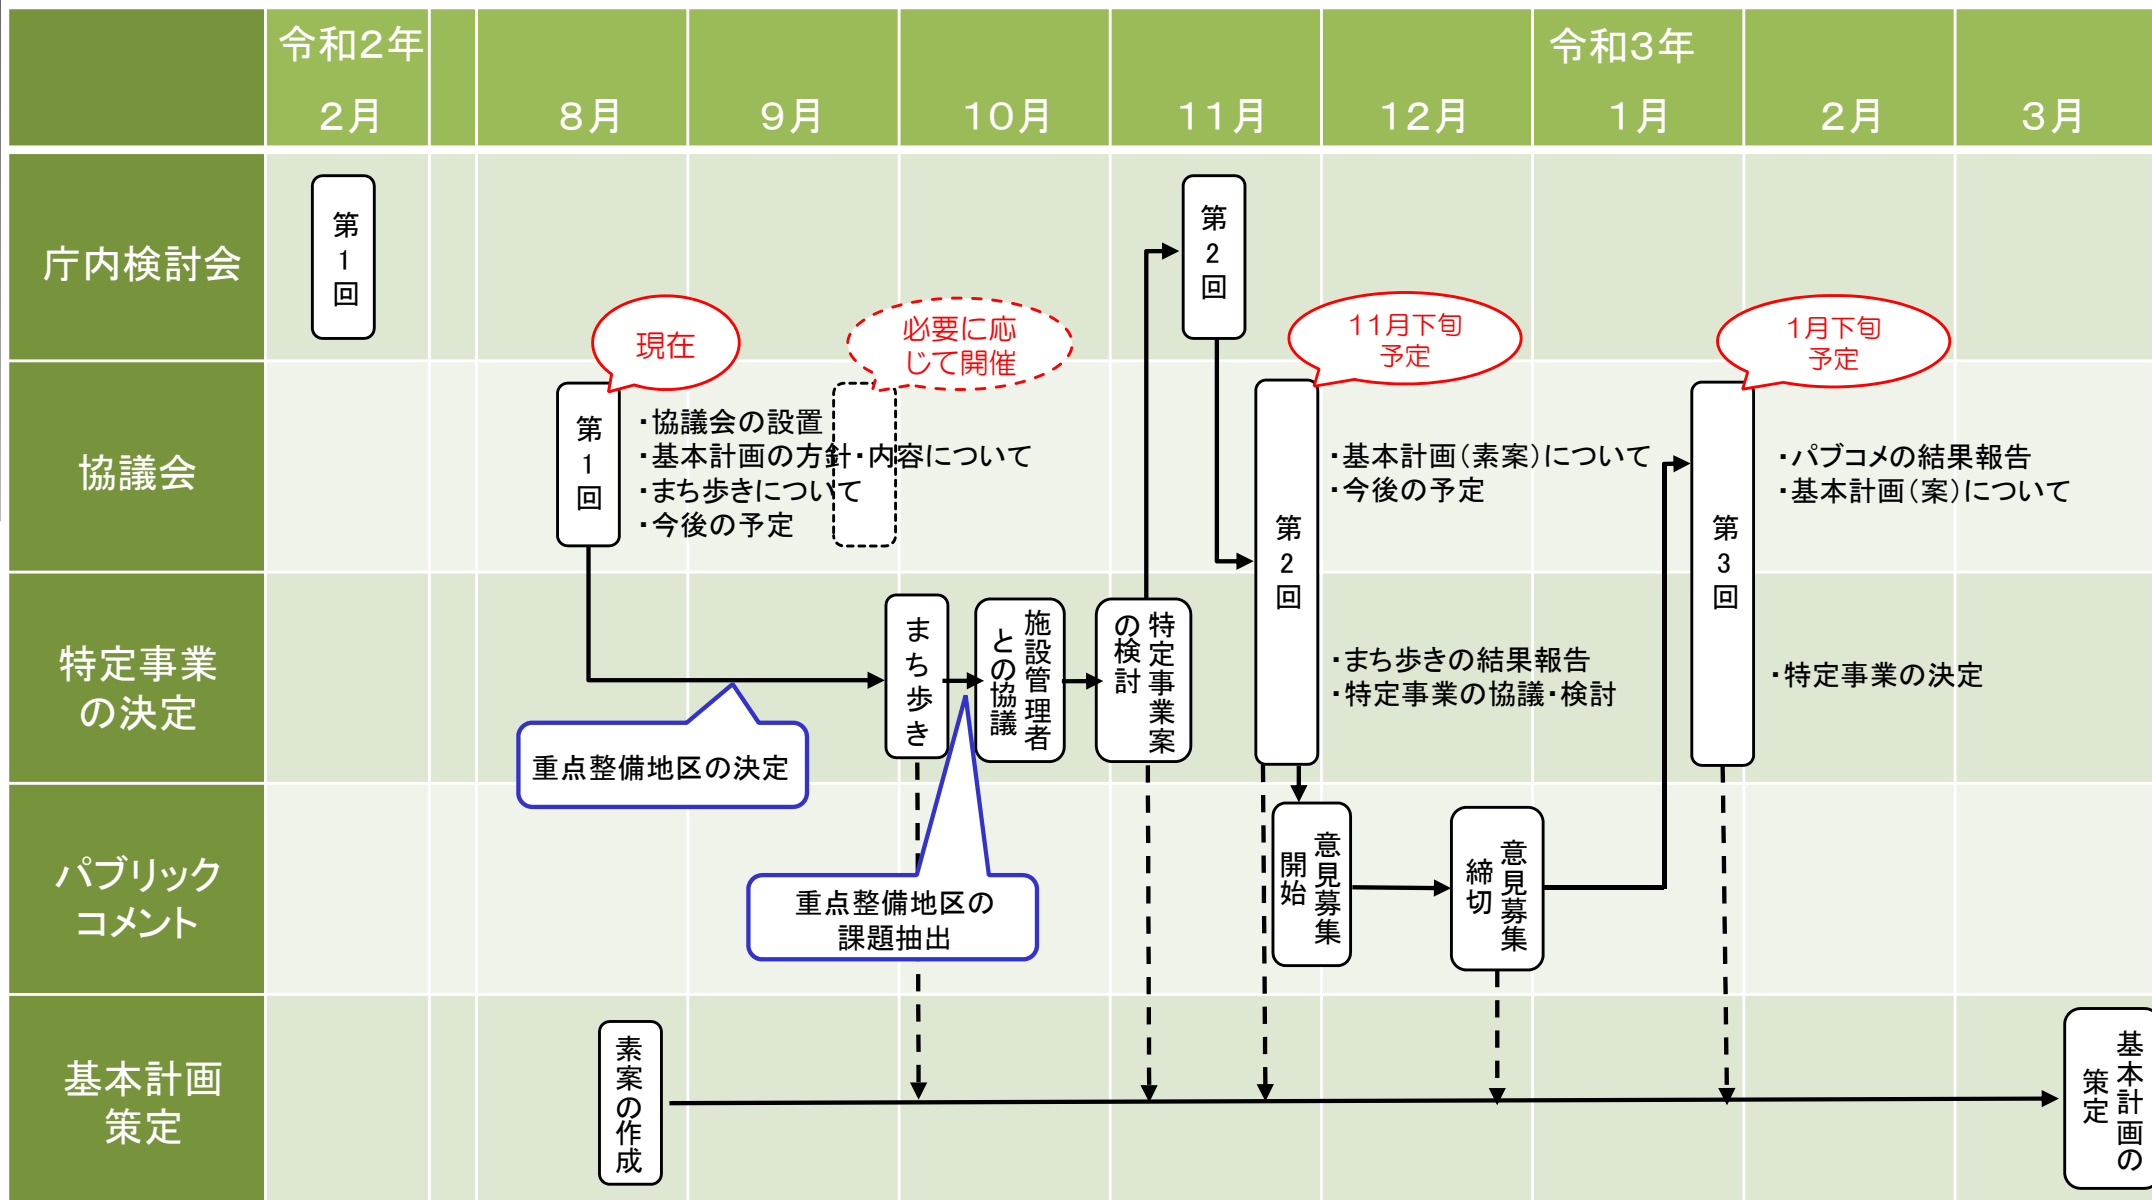 令和２年
令和３年
２月
８月
９月
１０月
１１月
１２月
１月
２月
３月
庁内検討会
第１回
第２回
現在
必要に応
じて開催
１１月下旬
予定
１月下旬
予定
協議会
第１回
・協議会の設置
・基本計画の方針・内容について
・まち歩きについて
・今後の予定
第２回
・基本計画（素案）について
・今後の予定
第３回
・パブコメの結果報告
・基本計画（案）について
特定事業
の決定
まち歩き
施設管理者
との協議
特定事業案
の検討
・まち歩きの結果報告
・特定事業の協議・検討
・特定事業の決定
重点整備地区の決定
パブリック
コメント
重点整備地区の
課題抽出
意見募集
開始
意見募集
締切
基本計画
策定
素案の作成
基本計画の
策定